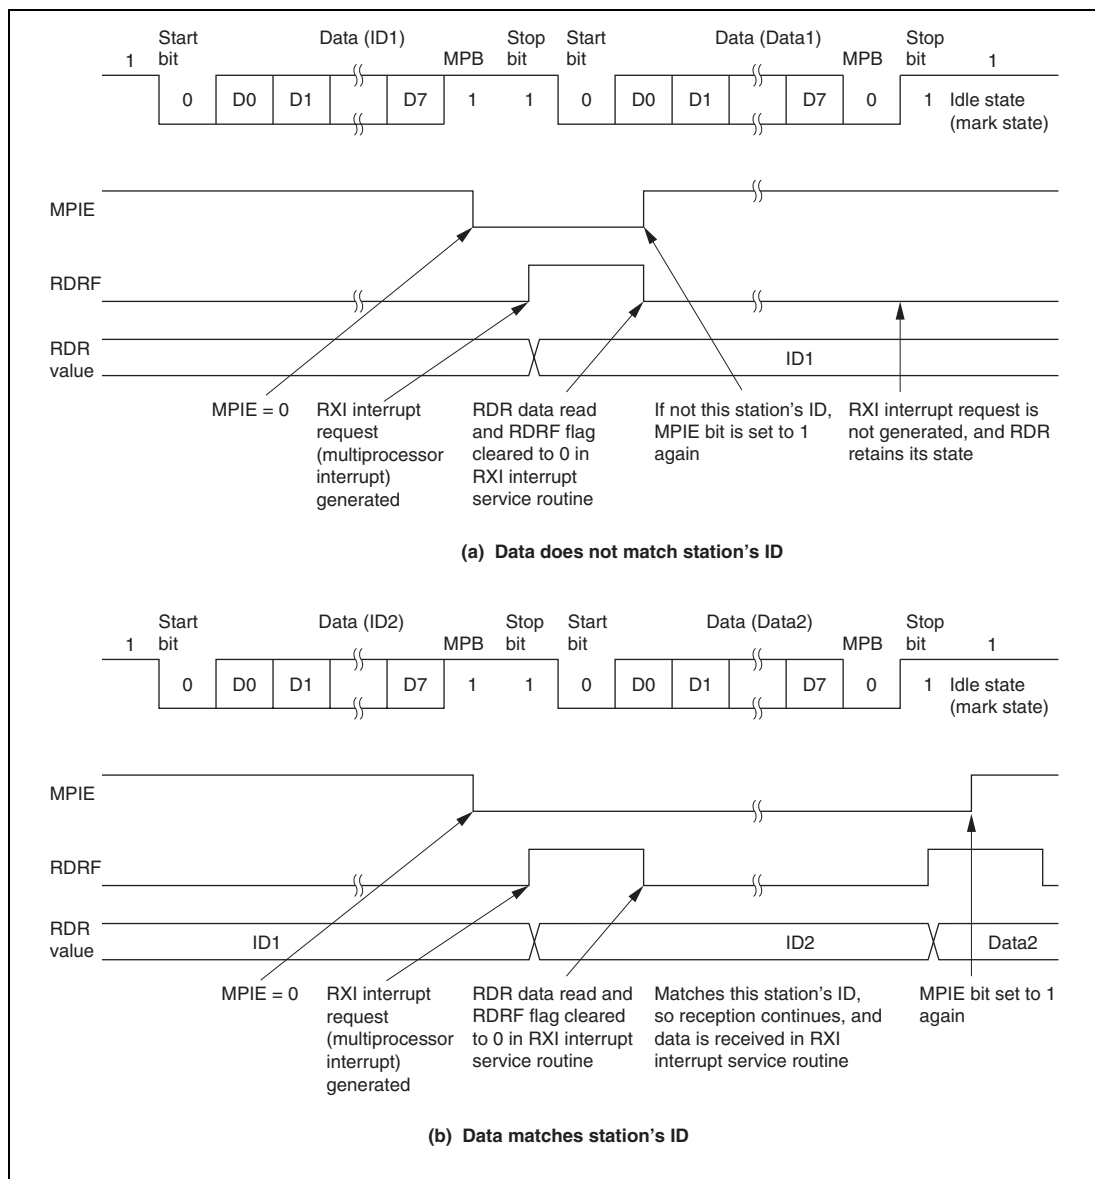 Start bit
Data (ID1)
MPB
Stop bit
Start bit
Data (Data1)
MPB
Stop bit
1
1
0 D0 D1 D7 1 1 0 D0 D1 D7 0 1
Idle state
(mark state)
MPIE
RDRF
RDR
value
ID1
MPIE = 0
RXI interrupt
request
(multiprocessor
interrupt)
generated
RDR data read
and RDRF flag
cleared to 0 in
RXI interrupt
service routine
If not this station's ID,
MPIE bit is set to 1
again
RXI interrupt request is
not generated, and RDR
retains its state
(a) Data does not match station's ID
Start bit
Data (ID2)
MPB
Stop bit
Start bit
Data (Data2)
MPB
Stop bit
1
1
0 D0 D1 D7 1 1 0 D0 D1 D7 0 1
Idle state
(mark state)
MPIE
RDRF
RDR
value
ID1
ID2
Data2
MPIE = 0
RXI interrupt
request
(multiprocessor
interrupt)
generated
RDR data read and
RDRF flag cleared
to 0 in RXI interrupt
service routine
Matches this station's ID,
so reception continues, and
data is received in RXI
interrupt service routine
MPIE bit set to 1
again
(b) Data matches station's ID